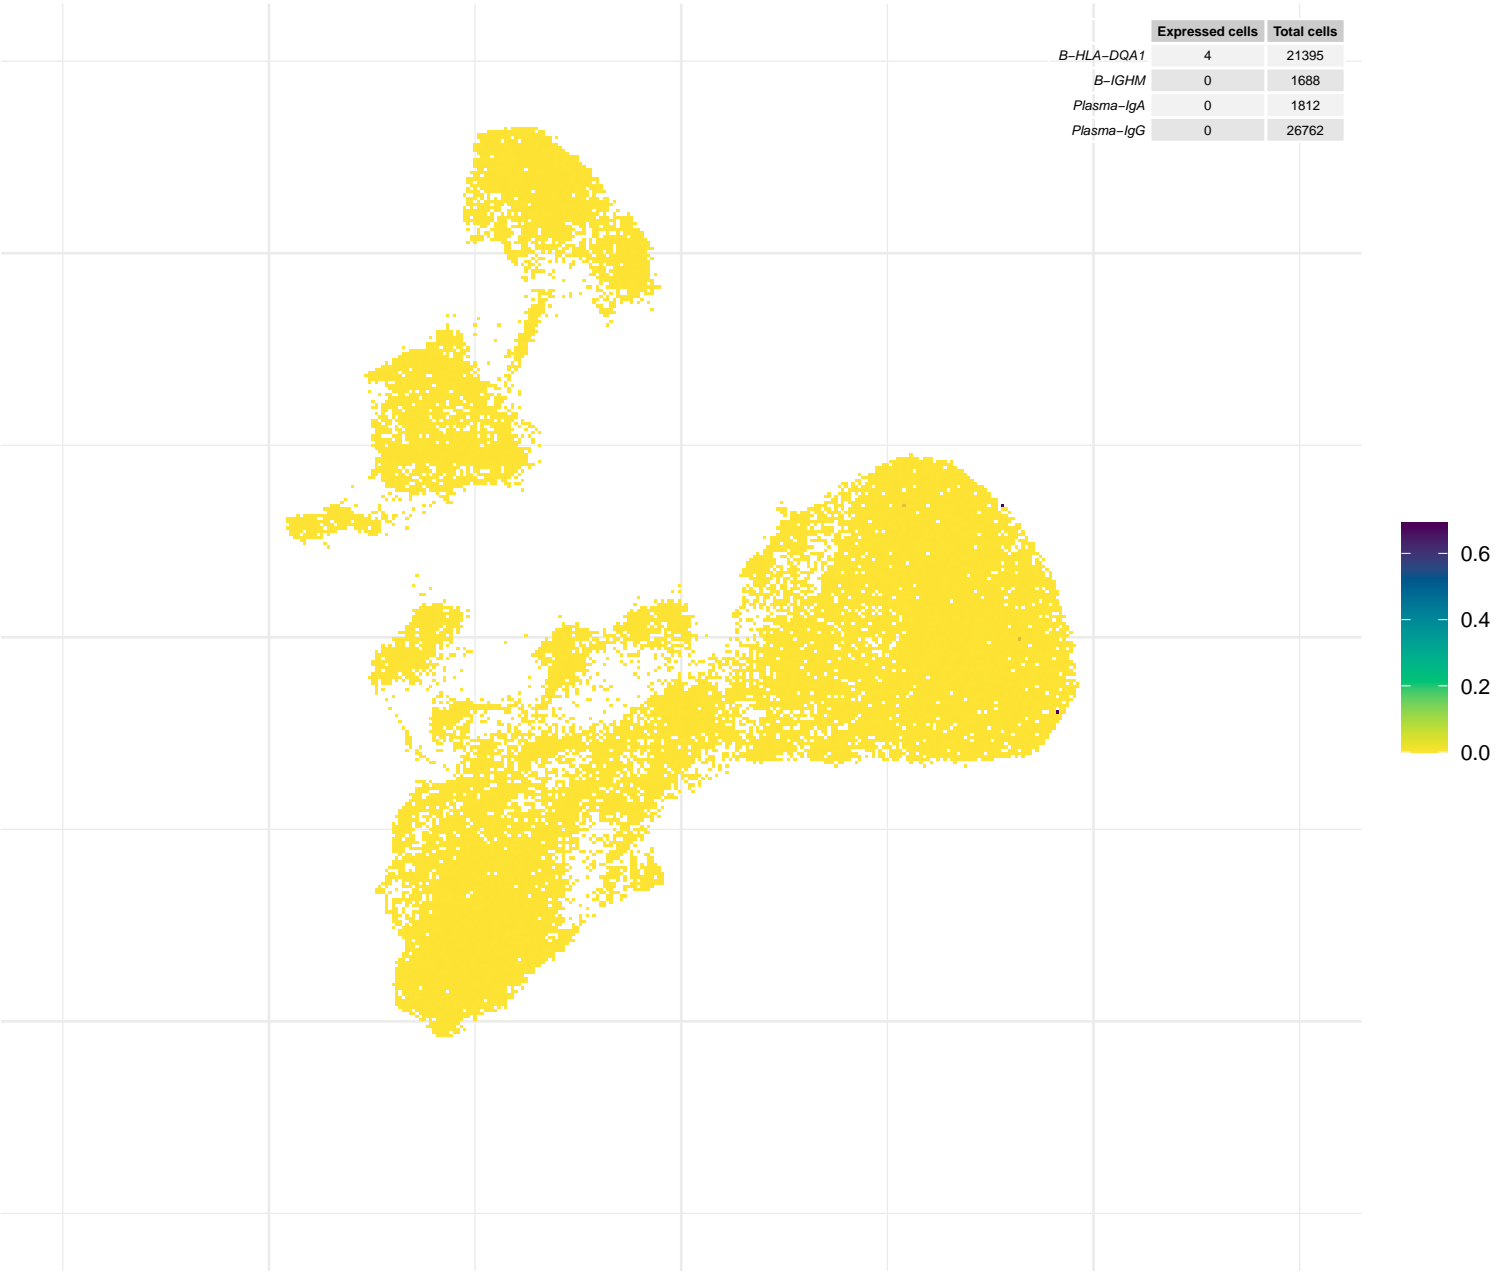 Expressed cells Total cells
B−HLA−DQA1 4 21395
B−IGHM 0 1688
Plasma−IgA 0 1812
Plasma−IgG 0 26762
0.6
0.4
0.2
0.0